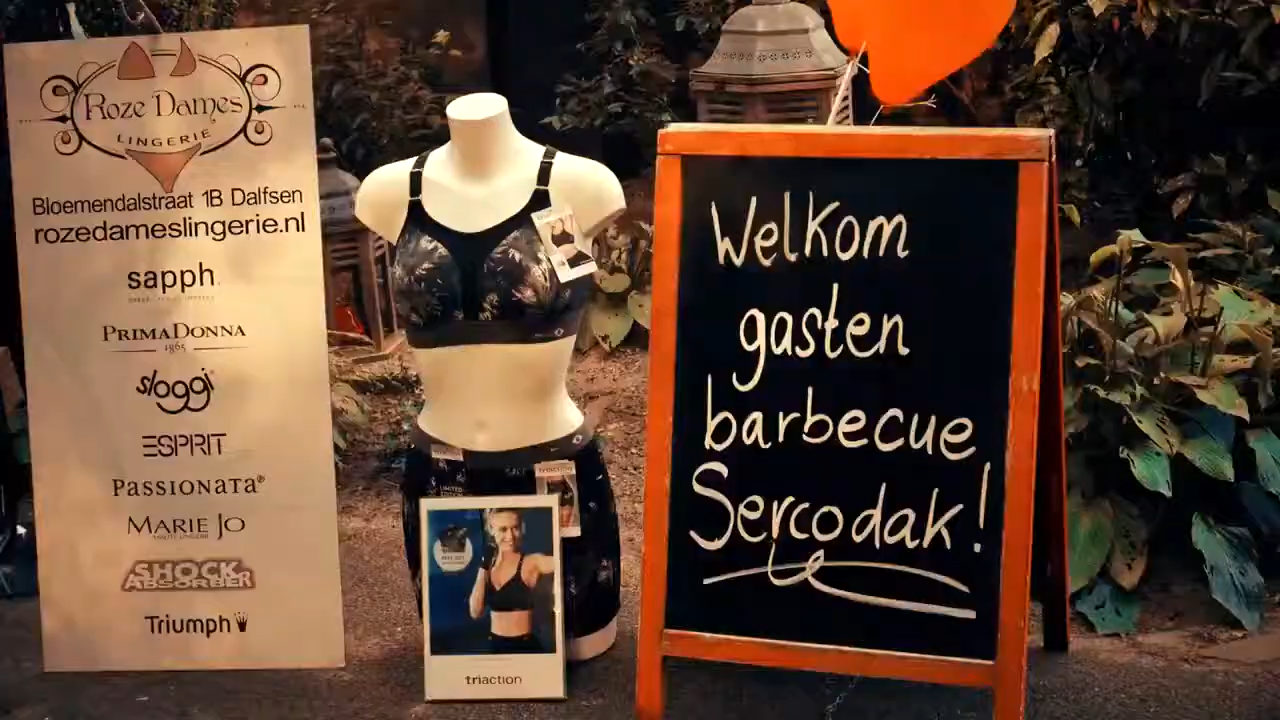 Roze Dames
LINGERIE
Bloemendalstraat 1B Dalfsen
rozedameslingerie.nl
sapph
PRIMADONNA
1865
sloggi
ESPRIT
PASSIONATA®
MARIE JO
SHOCK
ABSORBER
Triumph
triaction
triaction
Welkom
gasten
barbecue
Sercodak!